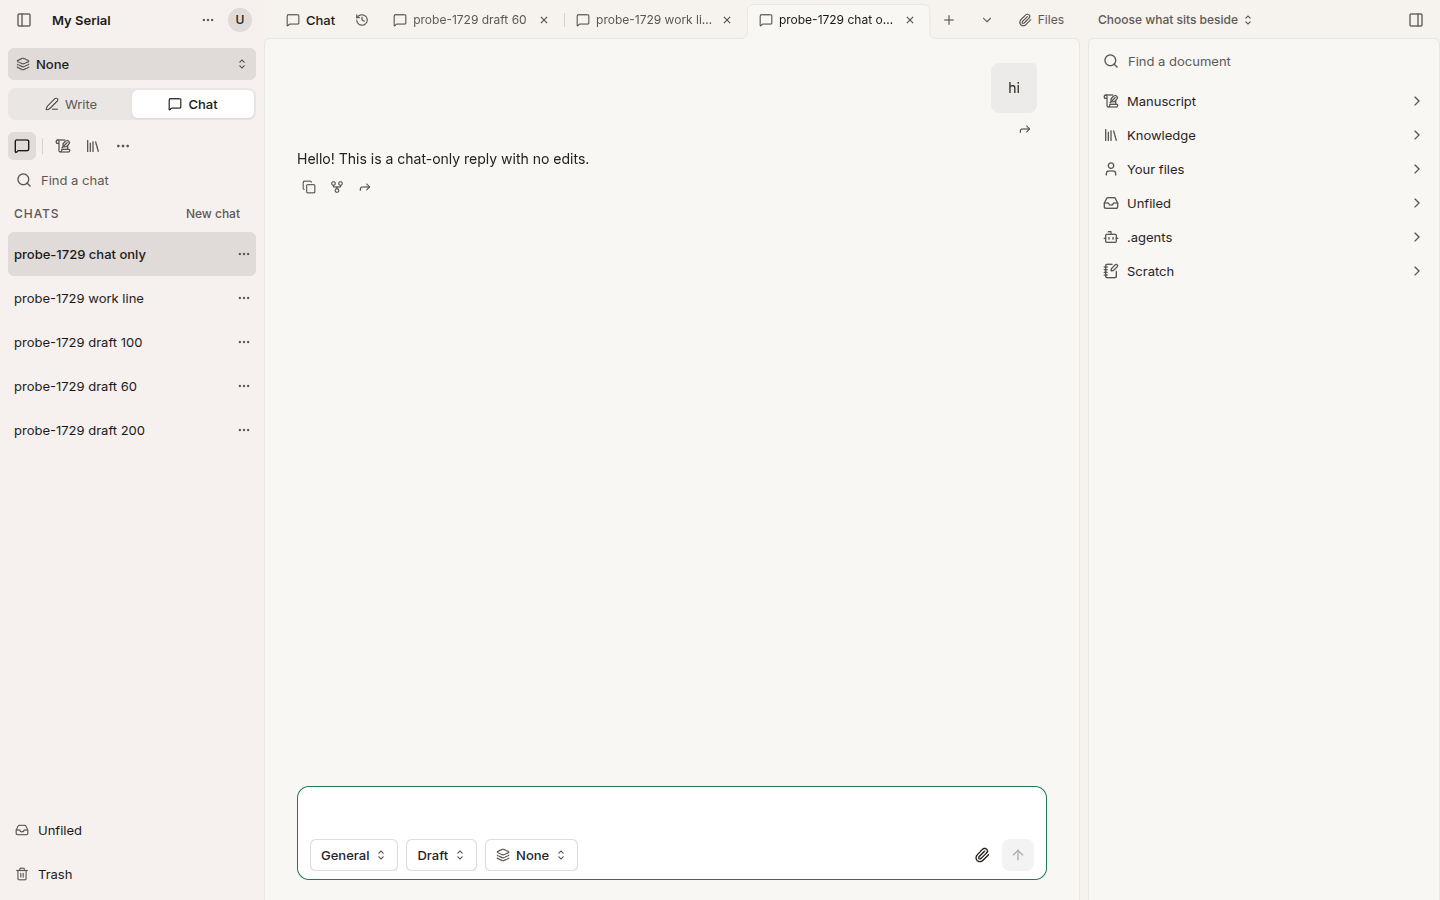 My Serial
U
None
Write
Chat
Find a chat
CHATS
New chat
probe-1729 chat only
probe-1729 work line
probe-1729 draft 100
probe-1729 draft 60
probe-1729 draft 200
Unfiled
Trash
Chat
probe-1729 draft 60
probe-1729 work li...
probe-1729 chat o...
Files
hi
Hello! This is a chat-only reply with no edits.
General
Draft
None
Choose what sits beside
Find a document
Manuscript
Knowledge
Your files
Unfiled
.agents
Scratch